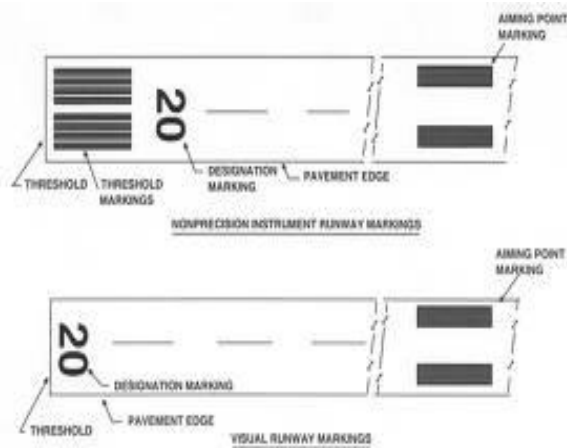 AIMING POINT
MARKING
20
DESIGNATION
MARKING
PAVEMENT EDGE
THRESHOLD
THRESHOLD
MARKINGS
NONPRECISION INSTRUMENT RUNWAY MARKINGS
AIMING POINT
MARKING
20
DESIGNATION MARKING
PAVEMENT EDGE
THRESHOLD
VISUAL RUNWAY MARKINGS